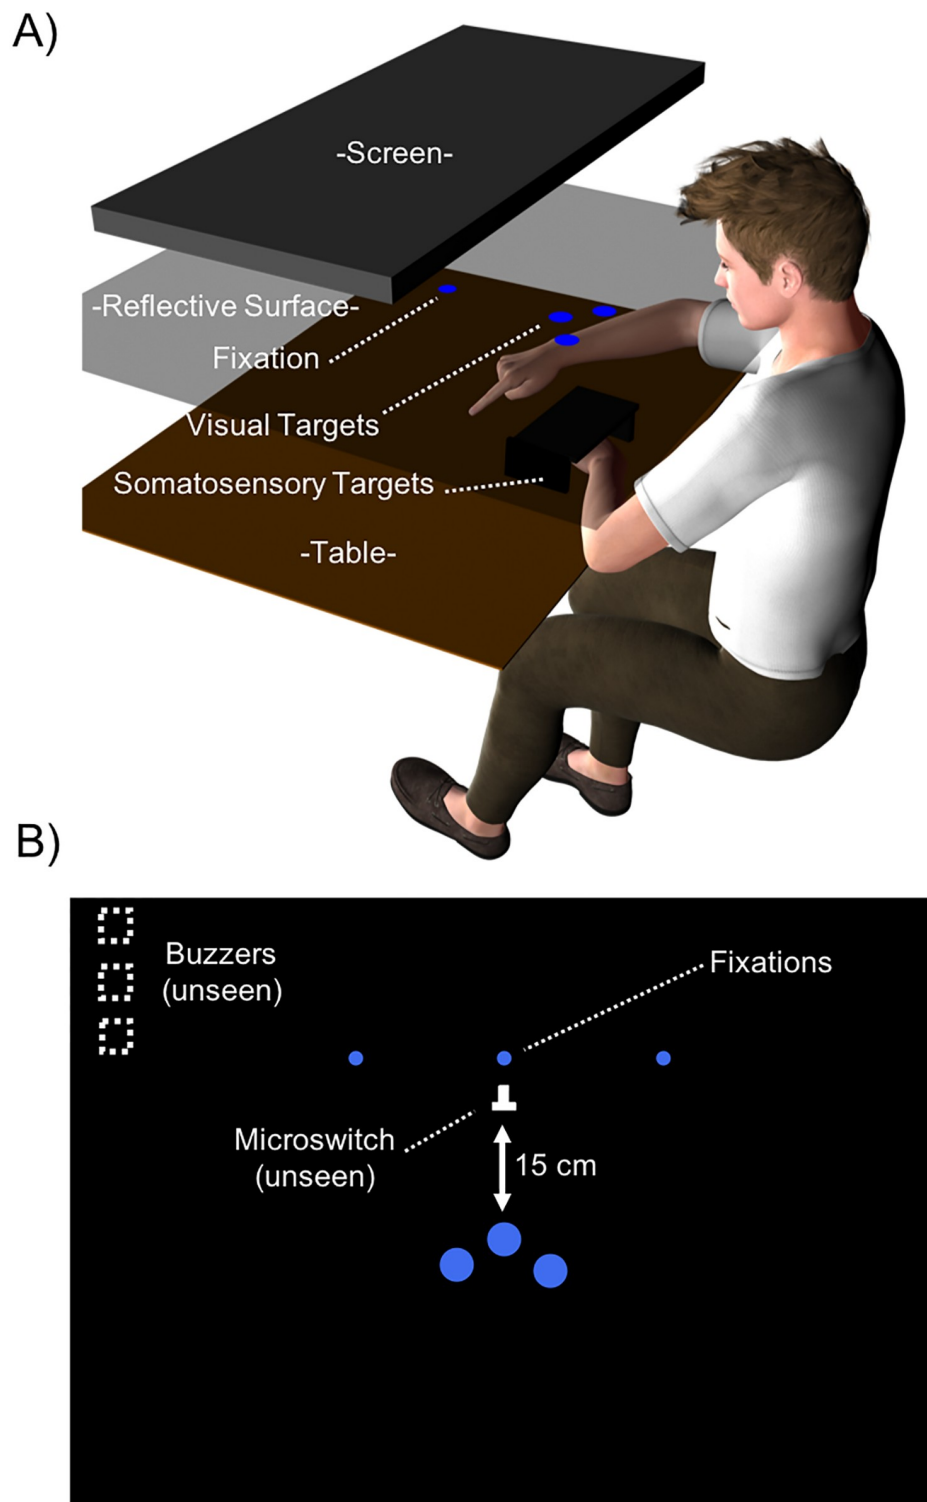 A)
-Screen-
-Reflective Surface-
Fixation
Visual Targets
Somatosensory Targets
-Table-
B)
Buzzers
(unseen)
Fixations
Microswitch
(unseen)
15 cm